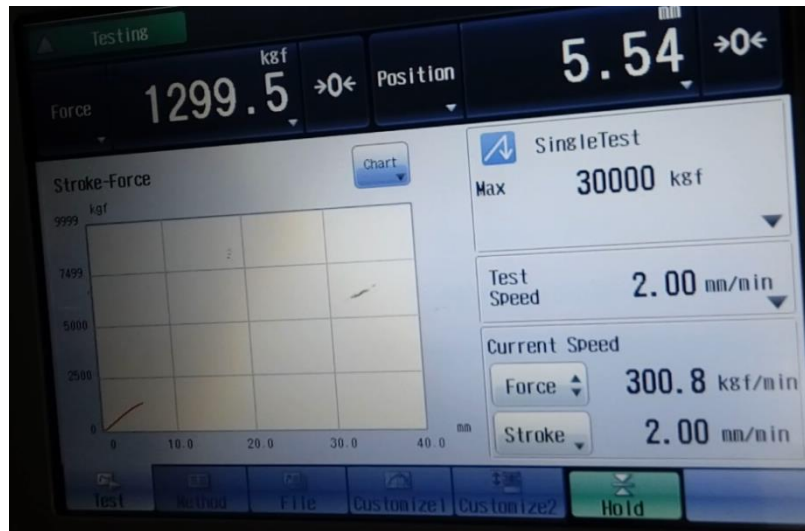 Testing
Force 1299.5 kgf →0← Position 5.54 mm →0←
Stroke-Force
Chart
kgf
9999
7499
5000
2500
0
0 10.0 20.0 30.0 40.0 mm
SingleTest
Max 30000 kgf
Test Speed 2.00 mm/min
Current Speed
Force 300.8 kgf/min
Stroke 2.00 mm/min
Test Method File Customize1 Customize2 Hold